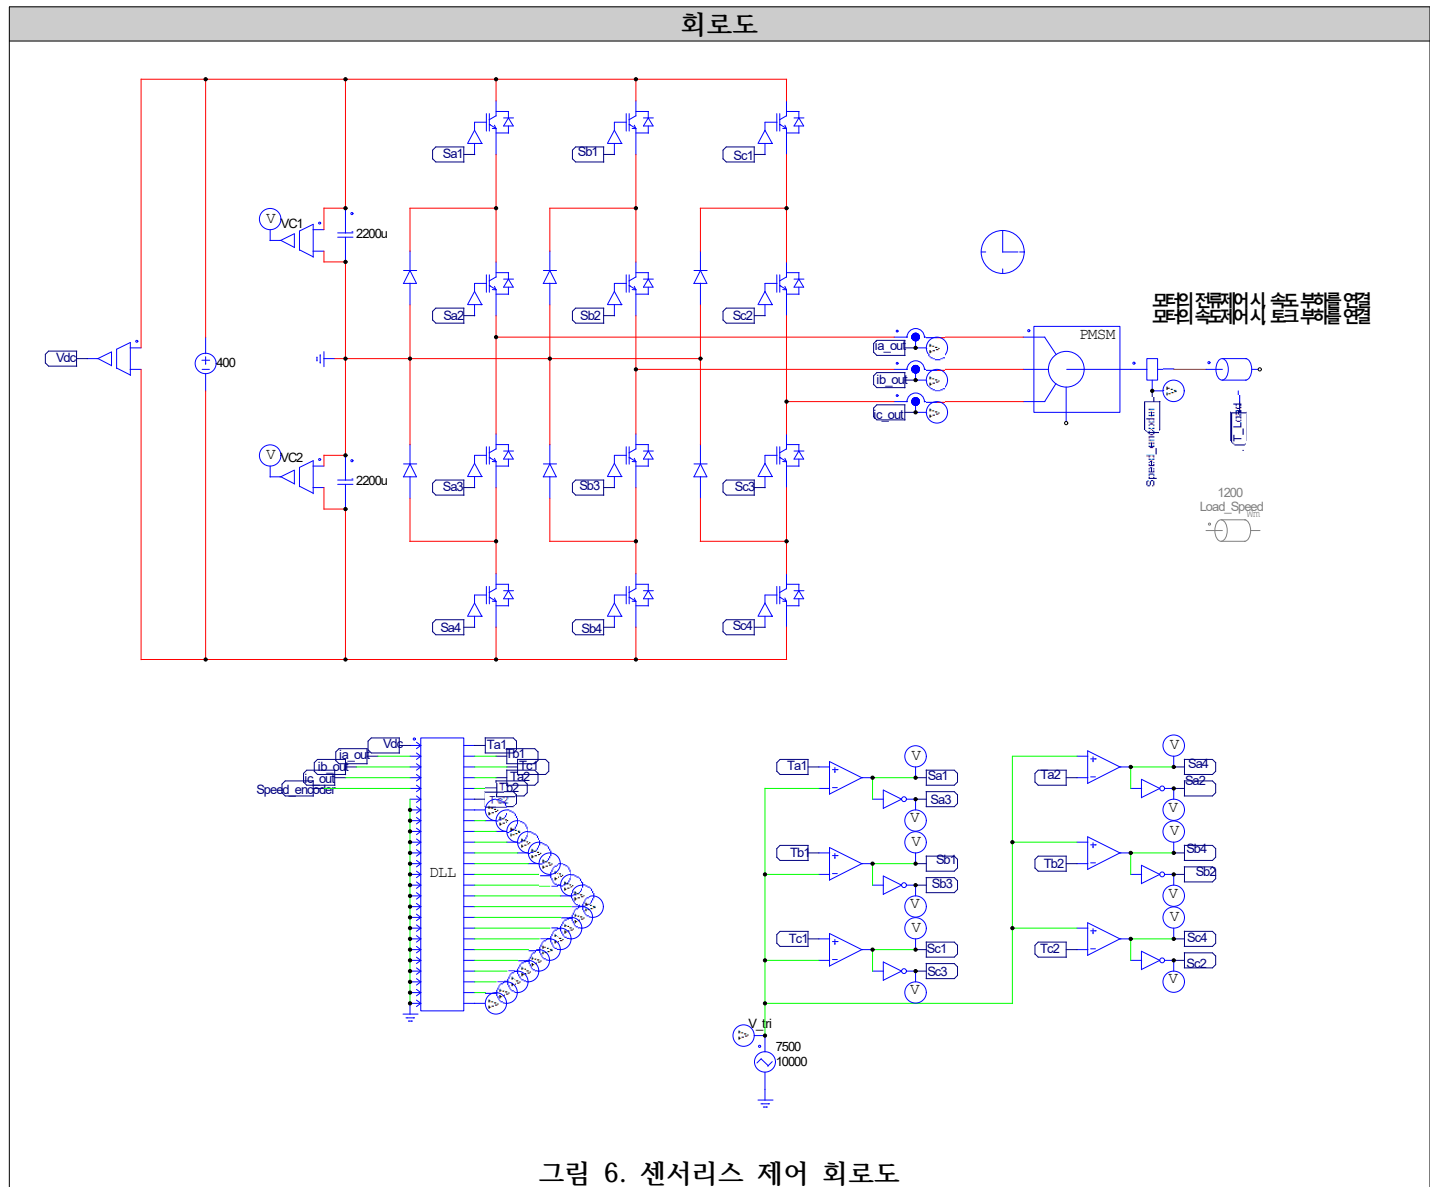 회로도
Sa1
Sb1
Sc1
V
VC1
2200u
Sa2
Sb2
Sc2
모터의 전류제어 시, 속도 부하를 연결
모터의 속도제어 시, 토크 부하를 연결
PMSM
Vdc
400
ia_out
ib_out
ic_out
Speed_encoder
T_Load
V
VC2
2200u
Sa3
Sb3
Sc3
1200
Load_Speed
Wm
Sa4
Sb4
Sc4
Vdc
ia_out
ib_out
ic_out
Speed_encoder
DLL
Ta1
Tb1
Tc1
Ta2
Tb2
Tc2
Ta1
V
Sa1
Sa3
V
Ta2
V
Sa4
Sa2
V
Tb1
V
Sb1
Sb3
V
Tb2
V
Sb4
Sb2
V
Tc1
V
Sc1
Sc3
V
Tc2
V
Sc4
Sc2
V
V_tri
7500
10000
그림 6. 센서리스 제어 회로도